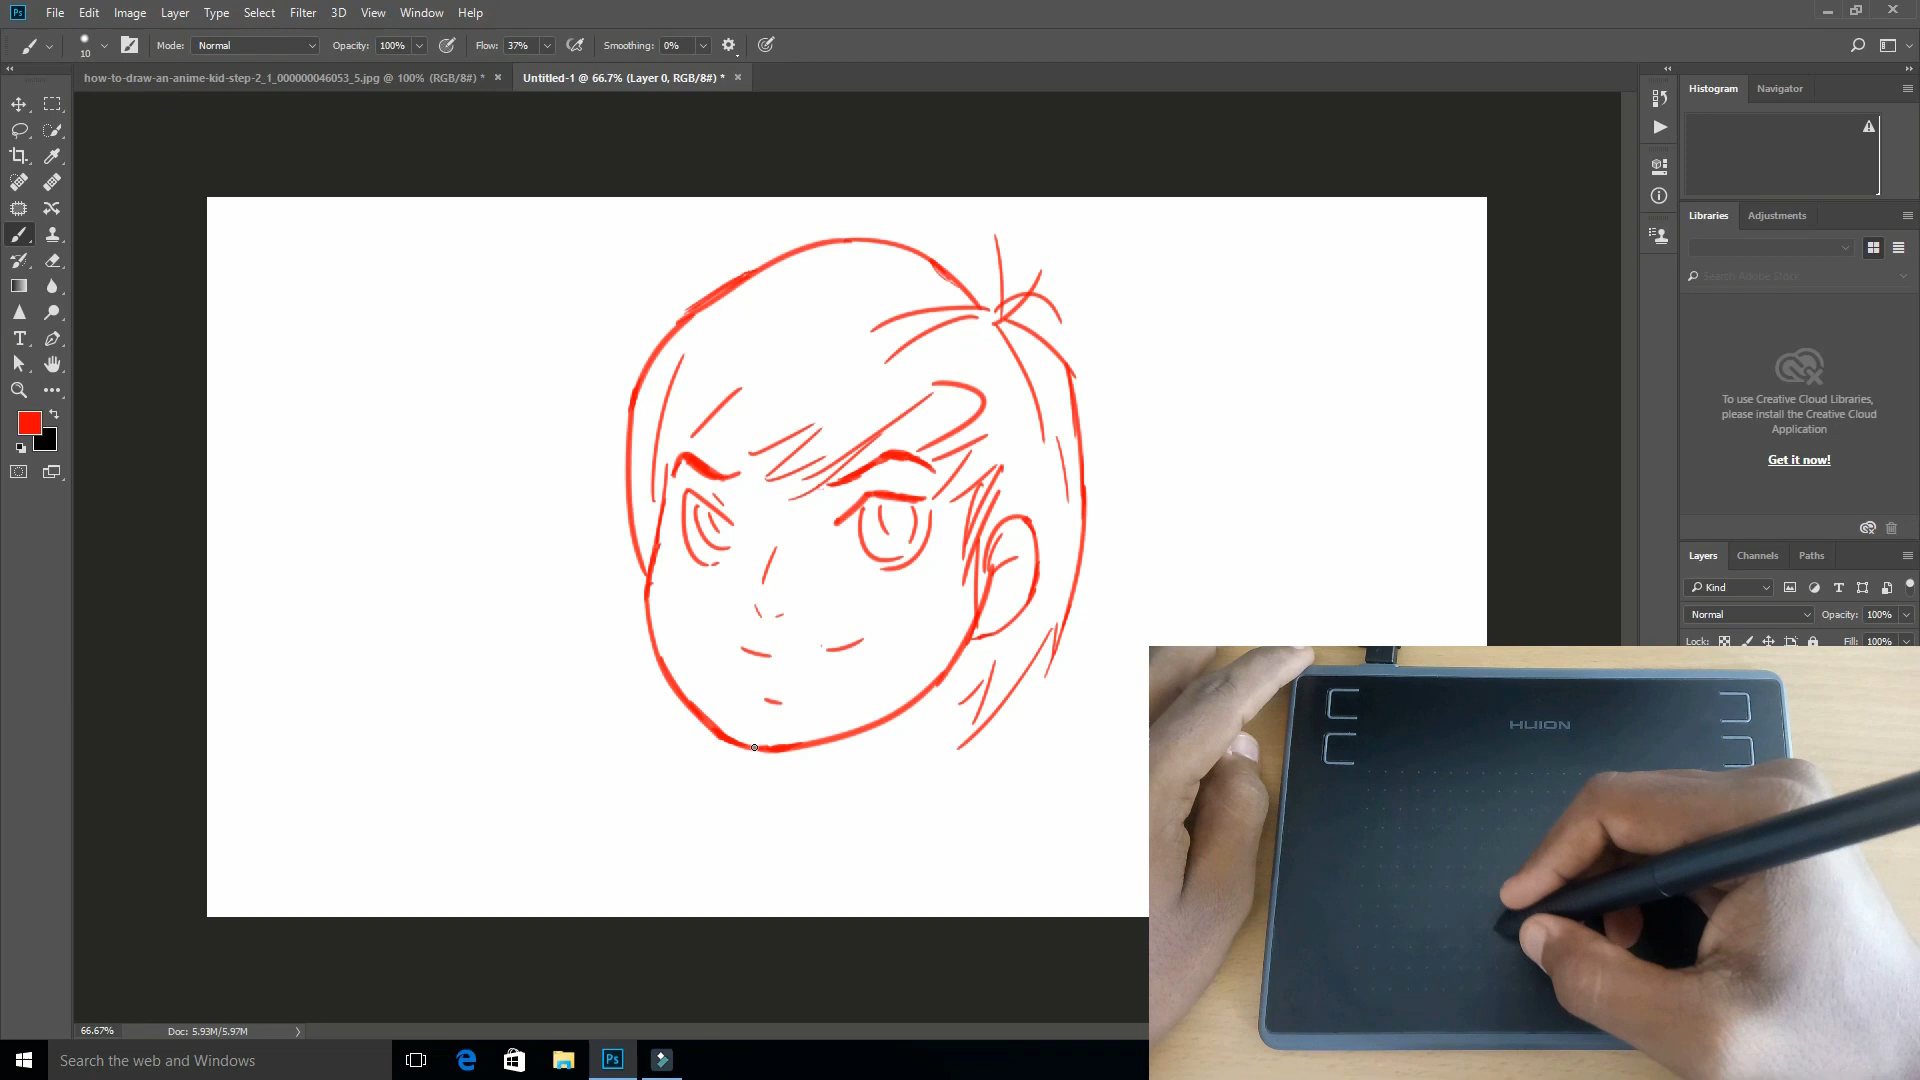 Ps File Edit Image Layer Type Select Filter 3D View Window Help
10 Mode: Normal Opacity: 100% Flow: 37% Smoothing: 0%
how-to-draw-an-anime-kid-step-2_1_000000046053_5.jpg @ 100% (RGB/8#) * Untitled-1 @ 66.7% (Layer 0, RGB/8#) *
Histogram Navigator
Libraries Adjustments
Search Adobe Stock
To use Creative Cloud Libraries,
please install the Creative Cloud
Application
Get it now!
Layers Channels Paths
Kind
Normal Opacity: 100%
Lock: Fill: 100%
HUION
66.67% Doc: 5.93M/5.97M
Search the web and Windows
Ps